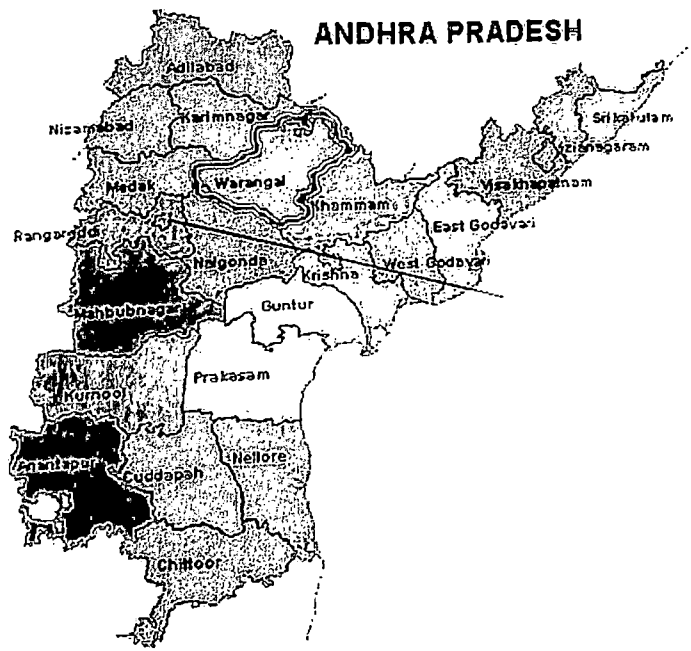 ANDHRA PRADESH
Adilabad
Nizamabad
Karimnagar
Srikakulam
Vizianagaram
Medak
Warangal
Visakhapatnam
Khammam
East Godavari
Rangareddi
Nalgonda
West Godavari
Krishna
Mahbubnagar
Guntur
Prakasam
Kurnool
Anantapur
Cuddapah
Nellore
Chittoor